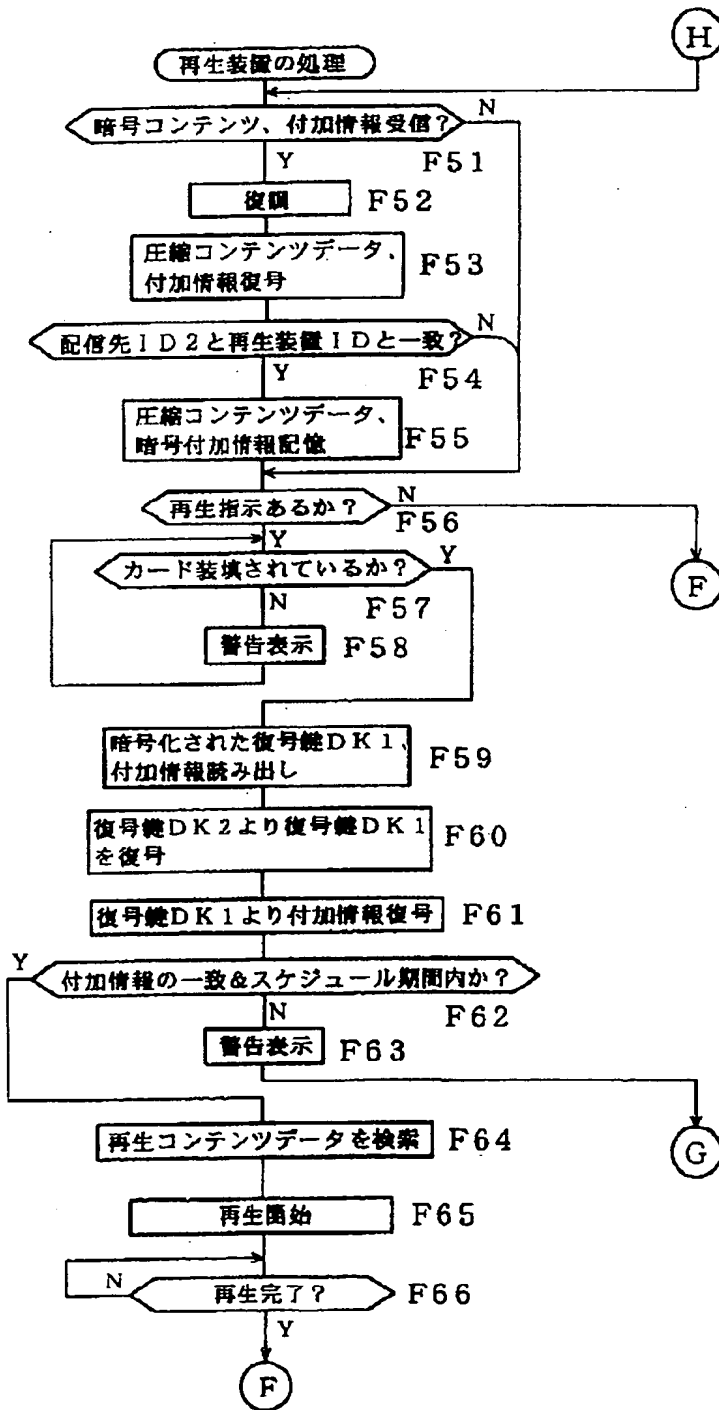 H
再生装置の処理
暗号コンテンツ、付加情報受信?
N
Y
F51
復調
F52
圧縮コンテンツデータ、
付加情報復号
F53
配信先ID2と再生装置IDと一致?
N
Y
F54
圧縮コンテンツデータ、
暗号付加情報記憶
F55
再生指示あるか?
N
F56
Y
F
カード装填されているか?
Y
F57
N
警告表示
F58
暗号化された復号鍵DK1、
付加情報読み出し
F59
復号鍵DK2より復号鍵DK1
を復号
F60
復号鍵DK1より付加情報復号
F61
Y
付加情報の一致&スケジュール期間内か?
F62
N
警告表示
F63
G
再生コンテンツデータを検索
F64
再生開始
F65
N
再生完了?
F66
Y
F